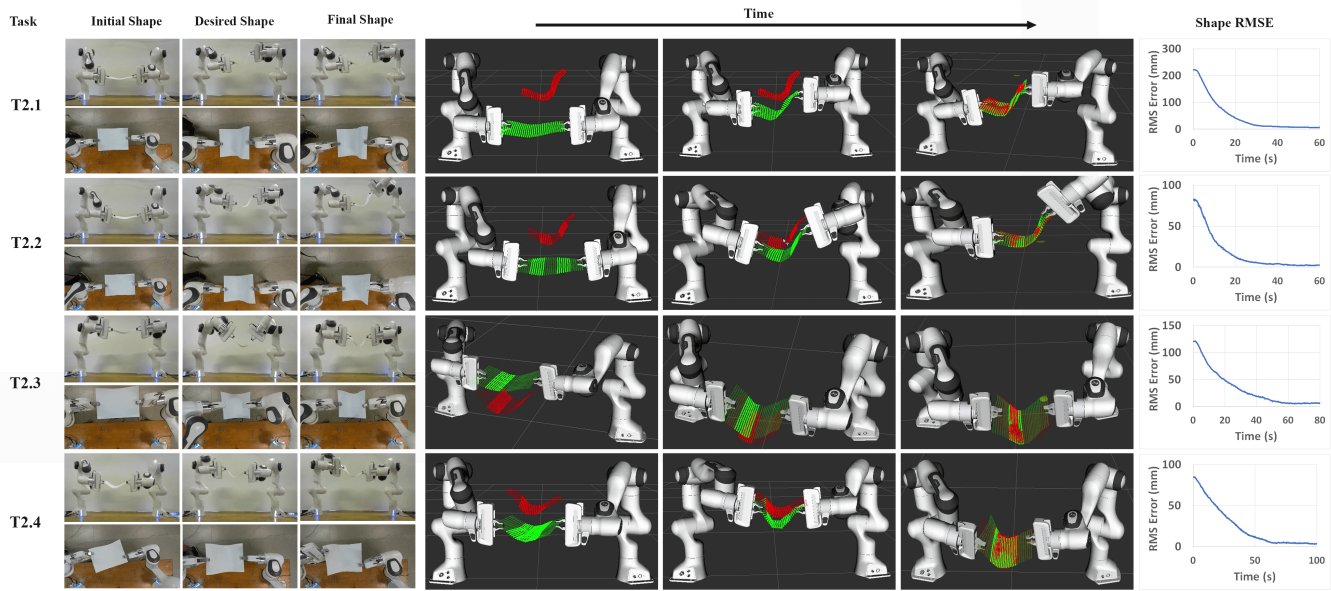 Task
Initial Shape
Desired Shape
Final Shape
Time
Shape RMSE
T2.1
RMS Error (mm)
300
200
100
0
0 20 40 60
Time (s)
T2.2
RMS Error (mm)
100
50
0
0 20 40 60
Time (s)
T2.3
RMS Error (mm)
150
100
50
0
0 20 40 60 80
Time (s)
T2.4
RMS Error (mm)
100
50
0
0 50 100
Time (s)